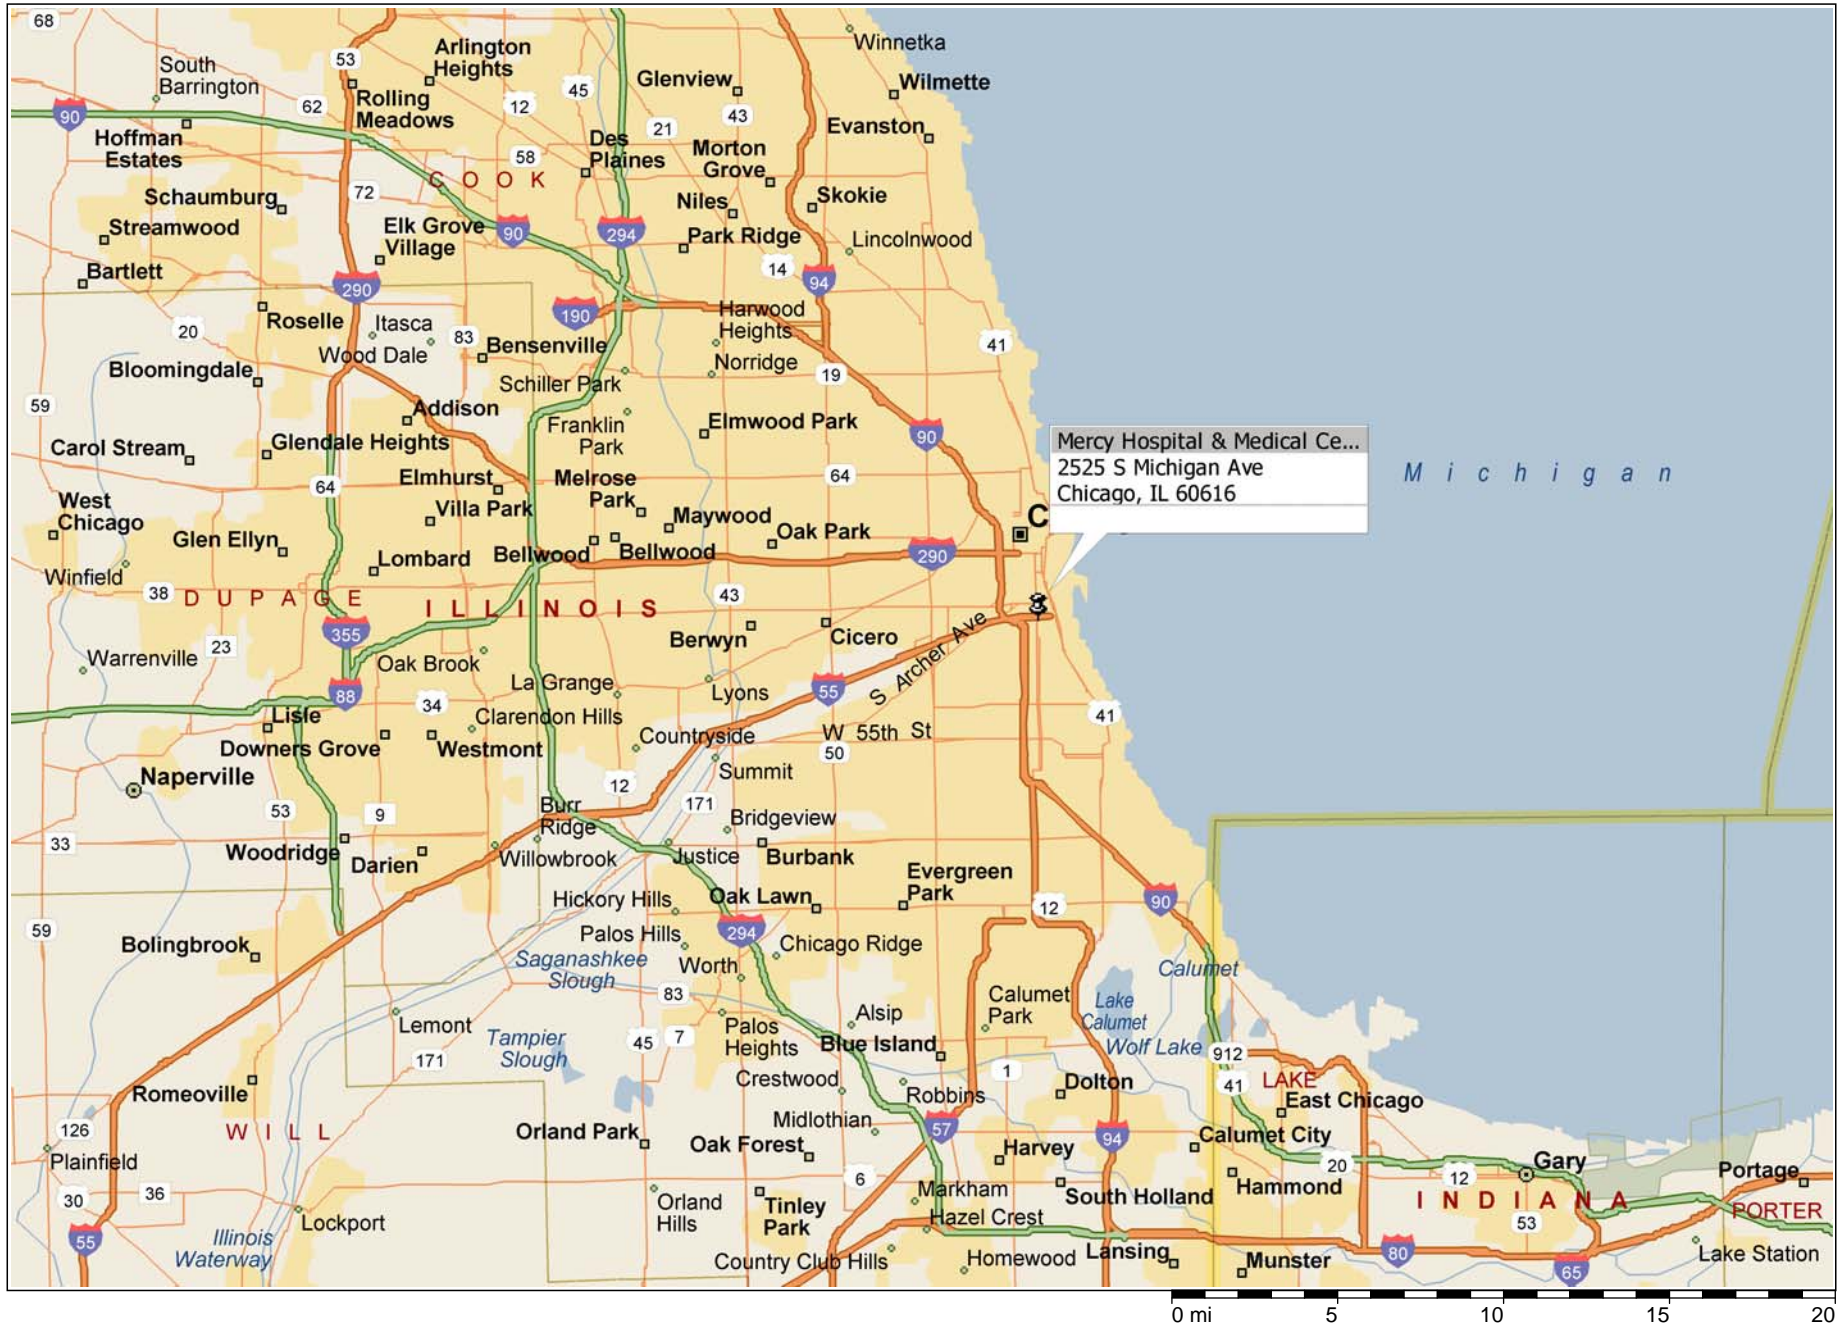 68
South
Barrington
53
Arlington
Heights
Winnetka
Glenview
Wilmette
45
12
62
Rolling
Meadows
90
43
Hoffman
Estates
21
Evanston
Des
Plaines
Morton
Grove
58
COOK
72
Schaumburg
Niles
Skokie
Streamwood
Elk Grove
Village
90
294
Park Ridge
Lincolnwood
Bartlett
14
94
290
190
Harwood
Heights
Roselle
Itasca
20
83
Wood Dale
Bensenville
41
Norridge
Bloomingdale
Schiller Park
19
59
Addison
Franklin
Park
Elmwood Park
90
Carol Stream
Glendale Heights
Mercy Hospital & Medical Ce...
2525 S Michigan Ave
Chicago, IL 60616
Michigan
Elmhurst
Melrose
Park
64
64
West
Chicago
Villa Park
Maywood
Oak Park
C
Glen Ellyn
Bellwood
Bellwood
290
Lombard
Winfield
38
DUPAGE
ILLINOIS
43
355
Berwyn
Cicero
S Archer Ave
23
Warrenville
Oak Brook
La Grange
Lyons
55
88
34
Lisle
Clarendon Hills
41
Downers Grove
Westmont
Countryside
W 55th St
50
Naperville
12
Summit
53
9
171
Burr
Ridge
Bridgeview
33
Woodridge
Darien
Willowbrook
Justice
Burbank
Evergreen
Park
Hickory Hills
Oak Lawn
12
90
59
Bolingbrook
Palos Hills
294
Chicago Ridge
Saganashkee
Slough
Worth
Calumet
83
Calumet
Park
Lake
Calumet
Lemont
Tampier
Slough
45
7
Palos
Heights
Alsip
Blue Island
Wolf Lake
912
171
1
Romeoville
Crestwood
Robbins
Dolton
41
LAKE
East Chicago
126
WILL
Orland Park
Midlothian
57
94
Calumet City
Plainfield
Oak Forest
Harvey
20
12
Gary
Portage
30
36
6
Orland
Hills
Tinley
Park
Markham
South Holland
Hammond
INDIANA
PORTER
Lockport
Hazel Crest
53
55
Illinois
Waterway
Country Club Hills
Homewood
Lansing
Munster
80
65
Lake Station
0 mi 5 10 15 20